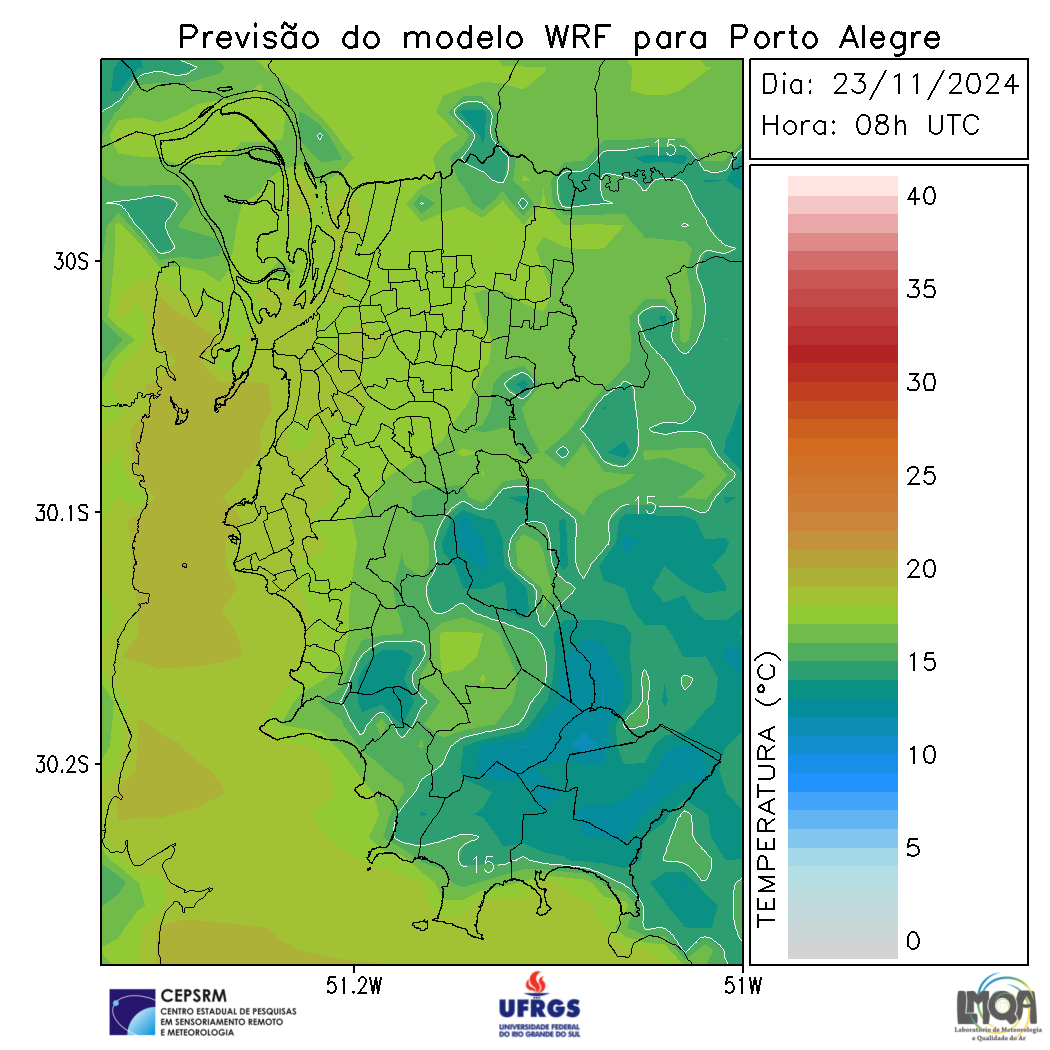 Previsão do modelo WRF para Porto Alegre
Dia: 23/11/2024
Hora: 08h UTC
15
30S
30.1S
30.2S
15
15
51.2W
51W
TEMPERATURA (°C)
40
35
30
25
20
15
10
5
0
CEPSRM
CENTRO ESTADUAL DE PESQUISAS
EM SENSORIAMENTO REMOTO
E METEOROLOGIA
UFRGS
UNIVERSIDADE FEDERAL
DO RIO GRANDE DO SUL
LMQA
Laboratório de Meteorologia
e Qualidade do Ar